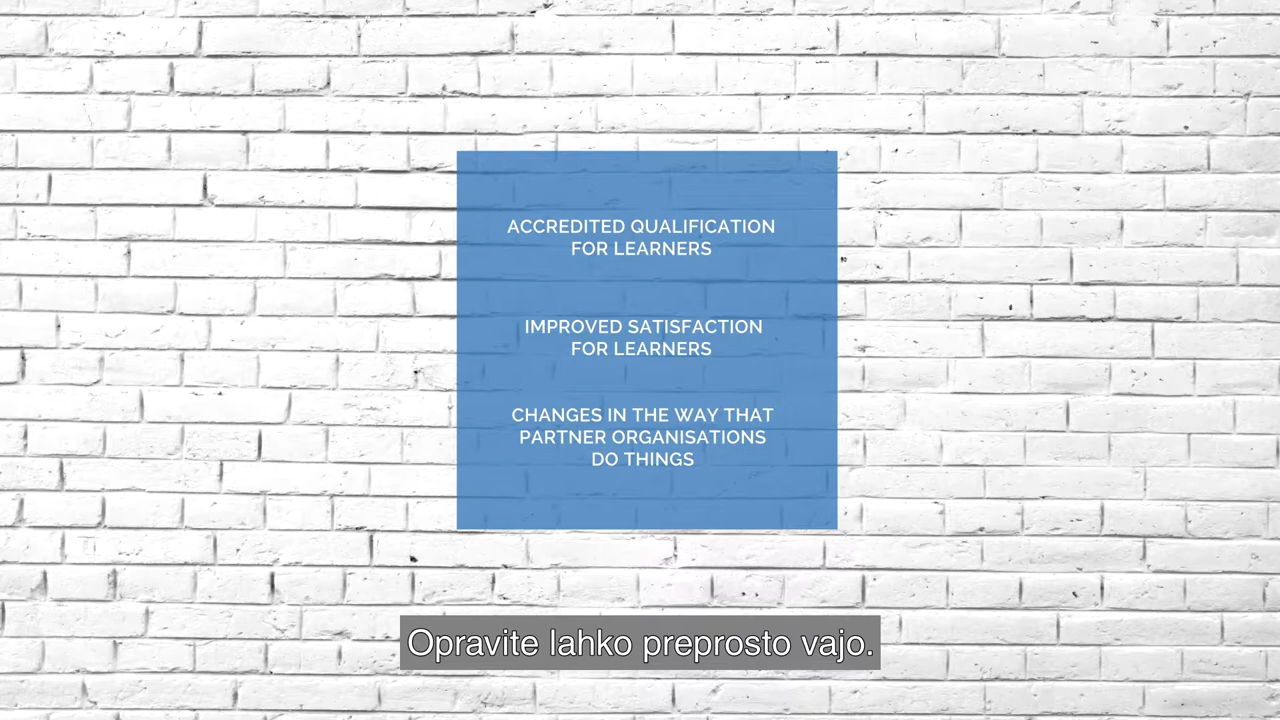 ACCREDITED QUALIFICATION
FOR LEARNERS
IMPROVED SATISFACTION
FOR LEARNERS
CHANGES IN THE WAY THAT
PARTNER ORGANISATIONS
DO THINGS
Opravite lahko preprosto vajo.